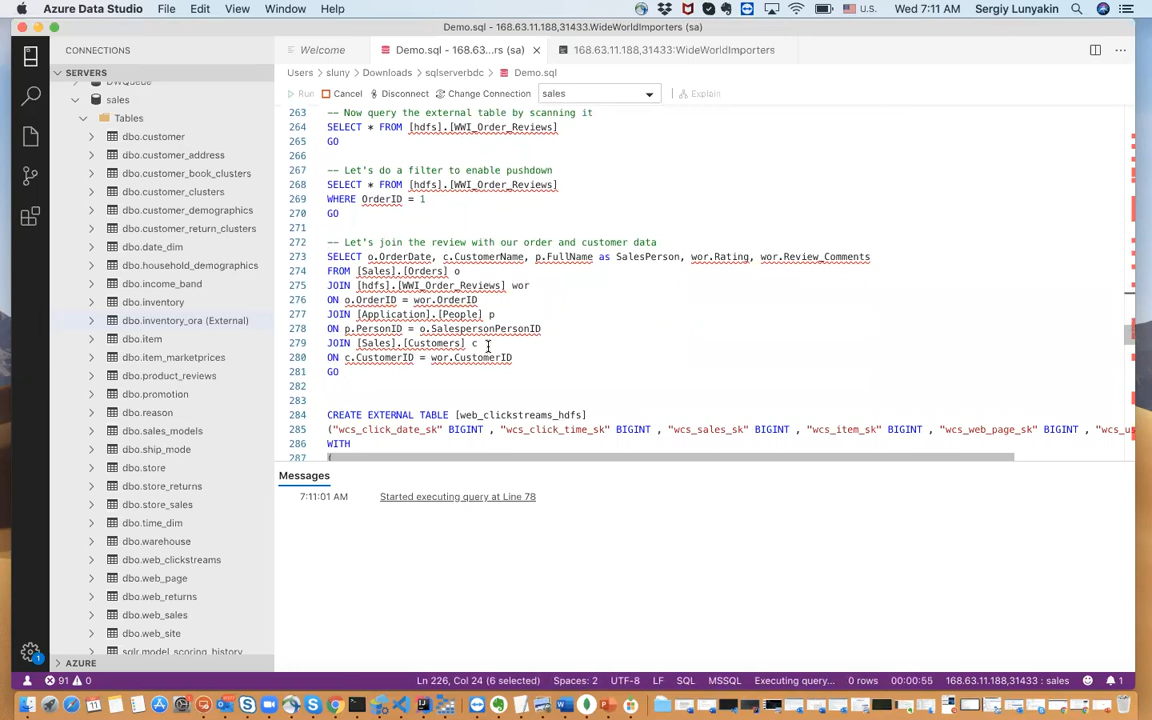 Azure Data Studio File Edit View Window Help
U.S. Wed 7:11 AM Sergiy Lunyakin
Demo.sql - 168.63.11.188,31433.WideWorldImporters (sa)
CONNECTIONS
Welcome
Demo.sql - 168.63...rs (sa)
168.63.11.188,31433:WideWorldImporters
SERVERS
Users > sluny > Downloads > sqlserverbdc > Demo.sql
DWQueue
Run Cancel Disconnect Change Connection sales Explain
sales
Tables
dbo.customer
dbo.customer_address
dbo.customer_book_clusters
dbo.customer_clusters
dbo.customer_demographics
dbo.customer_return_clusters
dbo.date_dim
dbo.household_demographics
dbo.income_band
dbo.inventory
dbo.inventory_ora (External)
dbo.item
dbo.item_marketplaces
dbo.product_reviews
dbo.promotion
dbo.reason
dbo.sales_models
dbo.ship_mode
dbo.store
dbo.store_returns
dbo.store_sales
dbo.time_dim
dbo.warehouse
dbo.web_clickstreams
dbo.web_page
dbo.web_returns
dbo.web_sales
dbo.web_site
sqlr.model_scoring_history
AZURE
263 -- Now query the external table by scanning it
264 SELECT * FROM [hdfs].[WWI_Order_Reviews]
265 GO
266
267 -- Let's do a filter to enable pushdown
268 SELECT * FROM [hdfs].[WWI_Order_Reviews]
269 WHERE OrderID = 1
270 GO
271
272 -- Let's join the review with our order and customer data
273 SELECT o.OrderDate, c.CustomerName, p.FullName as SalesPerson, wor.Rating, wor.Review_Comments
274 FROM [Sales].[Orders] o
275 JOIN [hdfs].[WWI_Order_Reviews] wor
276 ON o.OrderID = wor.OrderID
277 JOIN [Application].[People] p
278 ON p.PersonID = o.SalespersonPersonID
279 JOIN [Sales].[Customers] c
280 ON c.CustomerID = wor.CustomerID
281 GO
282
283
284 CREATE EXTERNAL TABLE [web_clickstreams_hdfs]
285 ("wcs_click_date_sk" BIGINT , "wcs_click_time_sk" BIGINT , "wcs_sales_sk" BIGINT , "wcs_item_sk" BIGINT , "wcs_web_page_sk" BIGINT , "wcs_us
286 WITH
287 (
Messages
7:11:01 AM Started executing query at Line 78
1
91 0
Ln 226, Col 24 (6 selected) Spaces: 2 UTF-8 LF SQL MSSQL Executing query... 0 rows 00:00:55 168.63.11.188,31433 : sales 1